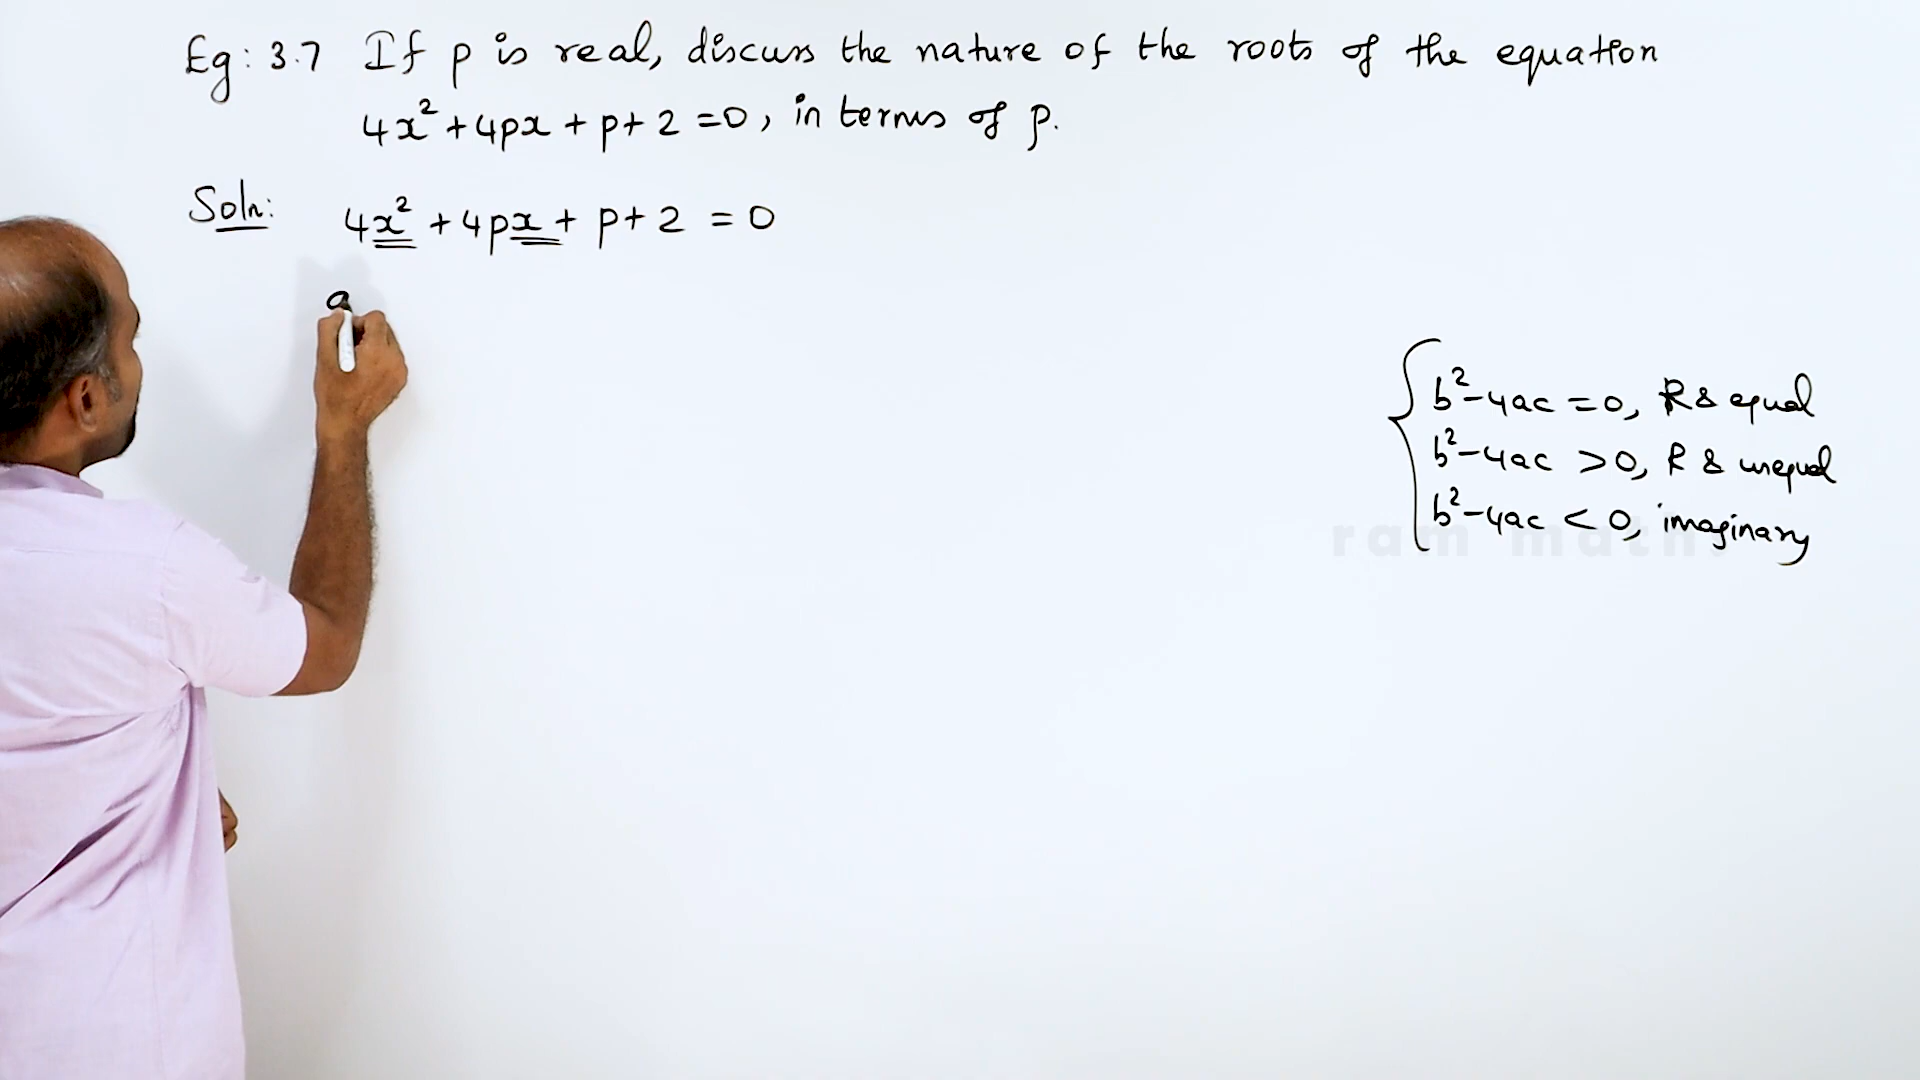 Eg: 3.7 If p is real, discuss the nature of the roots of the equation
4x² + 4px + p + 2 = 0, in terms of p.
Soln: 4x² + 4px + p + 2 = 0
a
b² - 4ac = 0, R & equal
b² - 4ac > 0, R & unequal
b² - 4ac < 0, imaginary
ram math